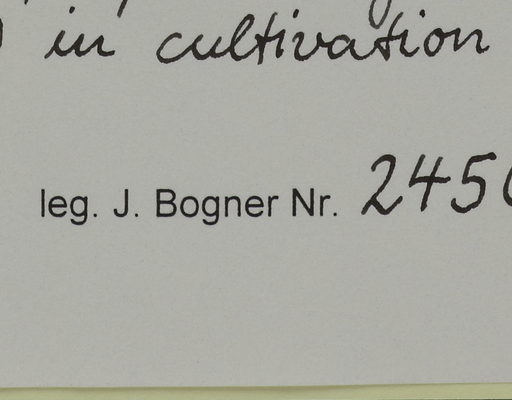 in cultivation
leg. J. Bogner Nr. 245